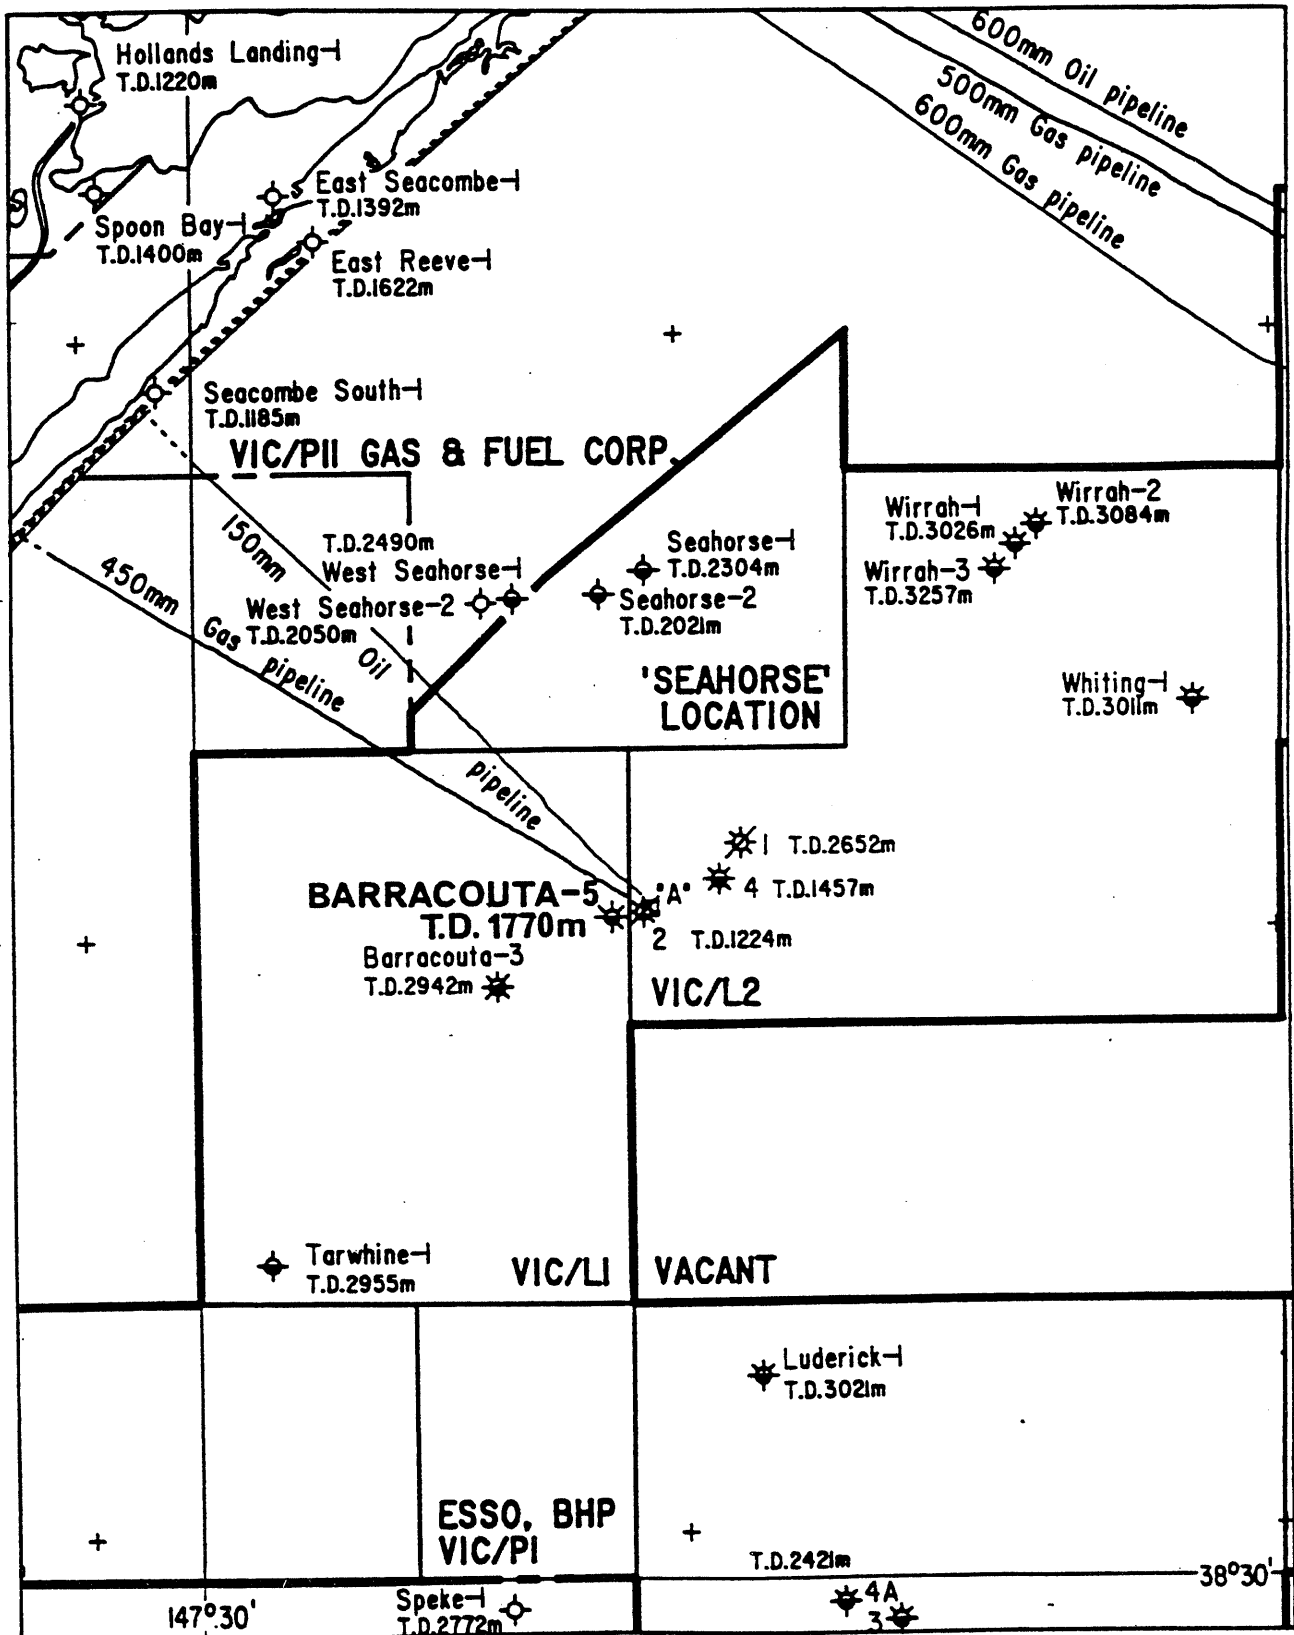 Hollands Landing-1
T.D.1220m
600mm Oil pipeline
500mm Gas pipeline
600mm Gas pipeline
East Seacombe-1
T.D.1392m
Spoon Bay-1
T.D.1400m
East Reeve-1
T.D.1622m
Seacombe South-1
T.D.1185m
VIC/P11 GAS & FUEL CORP.
150mm Oil pipeline
450mm Gas pipeline
T.D.2490m
West Seahorse-1
West Seahorse-2
T.D.2050m
Seahorse-1
T.D.2304m
Seahorse-2
T.D.2021m
'SEAHORSE'
LOCATION
Wirrah-2
T.D.3084m
Wirrah-1
T.D.3026m
Wirrah-3
T.D.3257m
Whiting-1
T.D.3011m
1 T.D.2652m
4 T.D.1457m
"A"
BARRACOUTA-5
T.D. 1770m
2 T.D.1224m
Barracouta-3
T.D.2942m
VIC/L2
Tarwhine-1
T.D.2955m
VIC/L1
VACANT
Luderick-1
T.D.3021m
ESSO, BHP
VIC/P1
T.D.2421m
38°30'
4A
3
147°30'
Speke-1
T.D.2772m